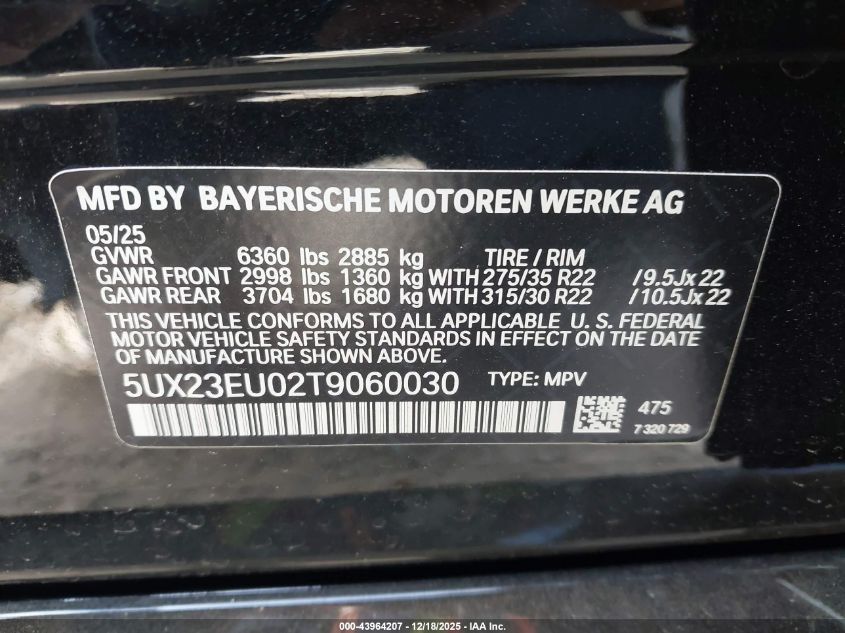 MFD BY BAYERISCHE MOTOREN WERKE AG
05/25
GVWR 6360 lbs 2885 kg TIRE / RIM
GAWR FRONT 2998 lbs 1360 kg WITH 275/35 R22 /9.5Jx22
GAWR REAR 3704 lbs 1680 kg WITH 315/30 R22 /10.5Jx22
THIS VEHICLE CONFORMS TO ALL APPLICABLE U. S. FEDERAL
MOTOR VEHICLE SAFETY STANDARDS IN EFFECT ON THE DATE
OF MANUFACTURE SHOWN ABOVE.
5UX23EU02T9060030 TYPE: MPV
475
7 320 729
000-43964207 - 12/18/2025 - IAA Inc.